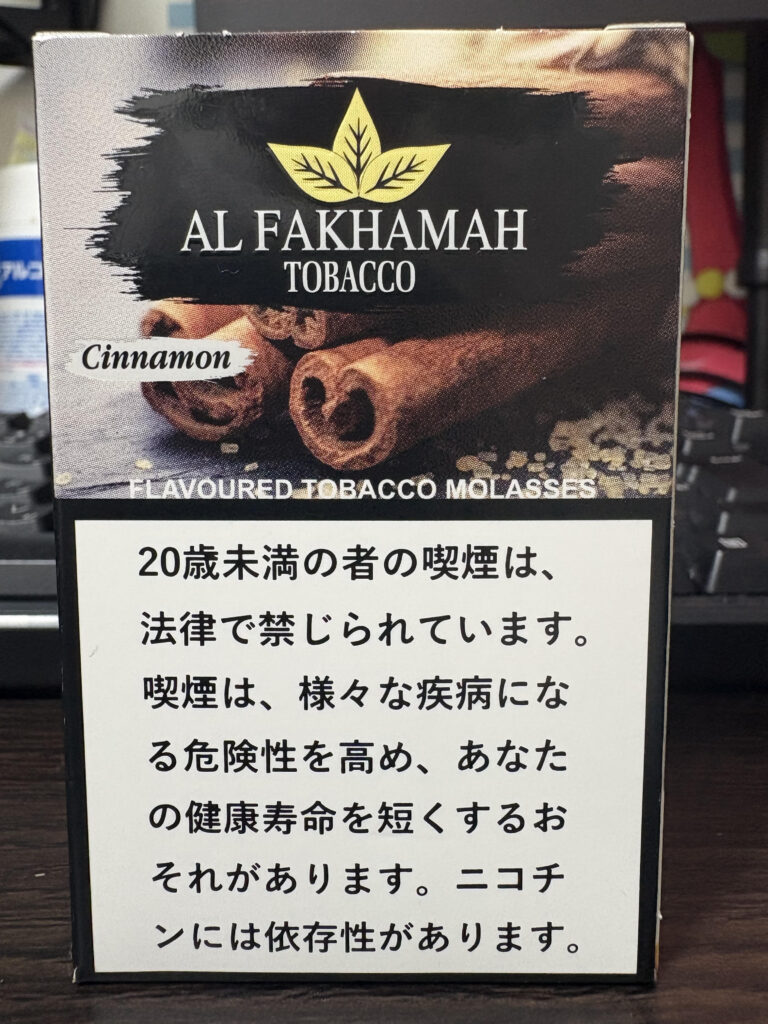 AL FAKHAMAH
TOBACCO
Cinnamon
FLAVOURED TOBACCO MOLASSES
20歳未満の者の喫煙は、
法律で禁じられています。
喫煙は、様々な疾病にな
る危険性を高め、あなた
の健康寿命を短くするお
それがあります。ニコチ
ンには依存性があります。
アルコ